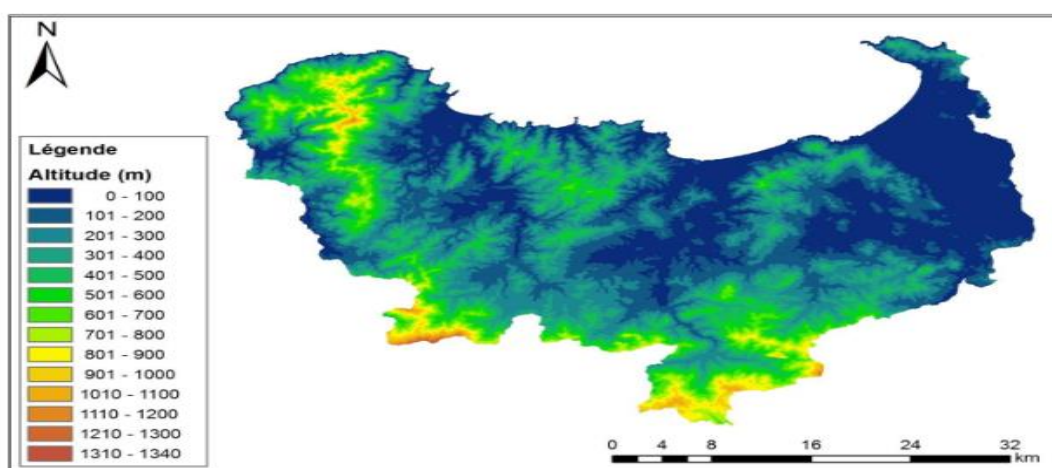 N
Légende
Altitude (m)
0 - 100
101 - 200
201 - 300
301 - 400
401 - 500
501 - 600
601 - 700
701 - 800
801 - 900
901 - 1000
1010 - 1100
1110 - 1200
1210 - 1300
1310 - 1340
0 4 8 16 24 32
km